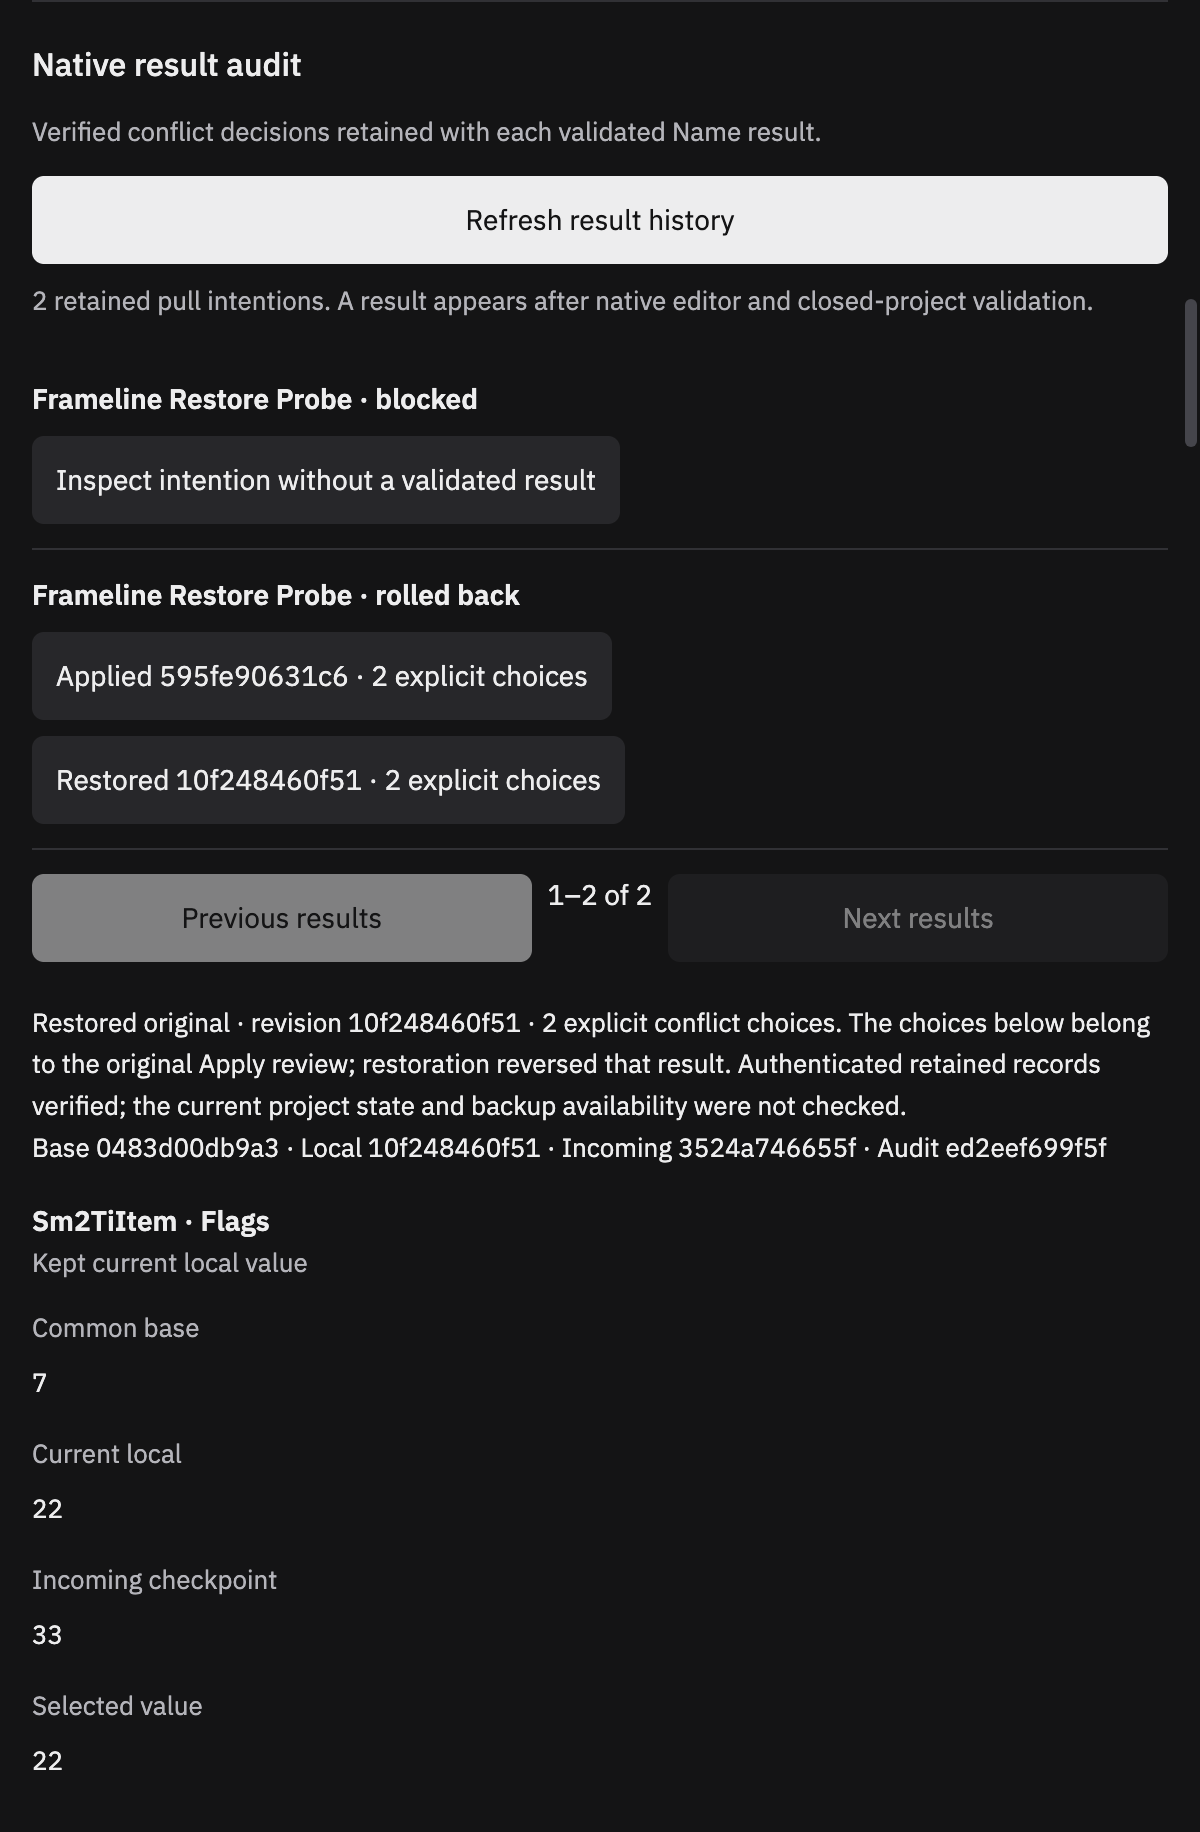 Native result audit
Verified conflict decisions retained with each validated Name result.
Refresh result history
2 retained pull intentions. A result appears after native editor and closed-project validation.
Frameline Restore Probe · blocked
Inspect intention without a validated result
Frameline Restore Probe · rolled back
Applied 595fe90631c6 · 2 explicit choices
Restored 10f248460f51 · 2 explicit choices
Previous results
1–2 of 2
Next results
Restored original · revision 10f248460f51 · 2 explicit conflict choices. The choices below belong
to the original Apply review; restoration reversed that result. Authenticated retained records
verified; the current project state and backup availability were not checked.
Base 0483d00db9a3 · Local 10f248460f51 · Incoming 3524a746655f · Audit ed2eef699f5f
Sm2TiItem · Flags
Kept current local value
Common base
7
Current local
22
Incoming checkpoint
33
Selected value
22